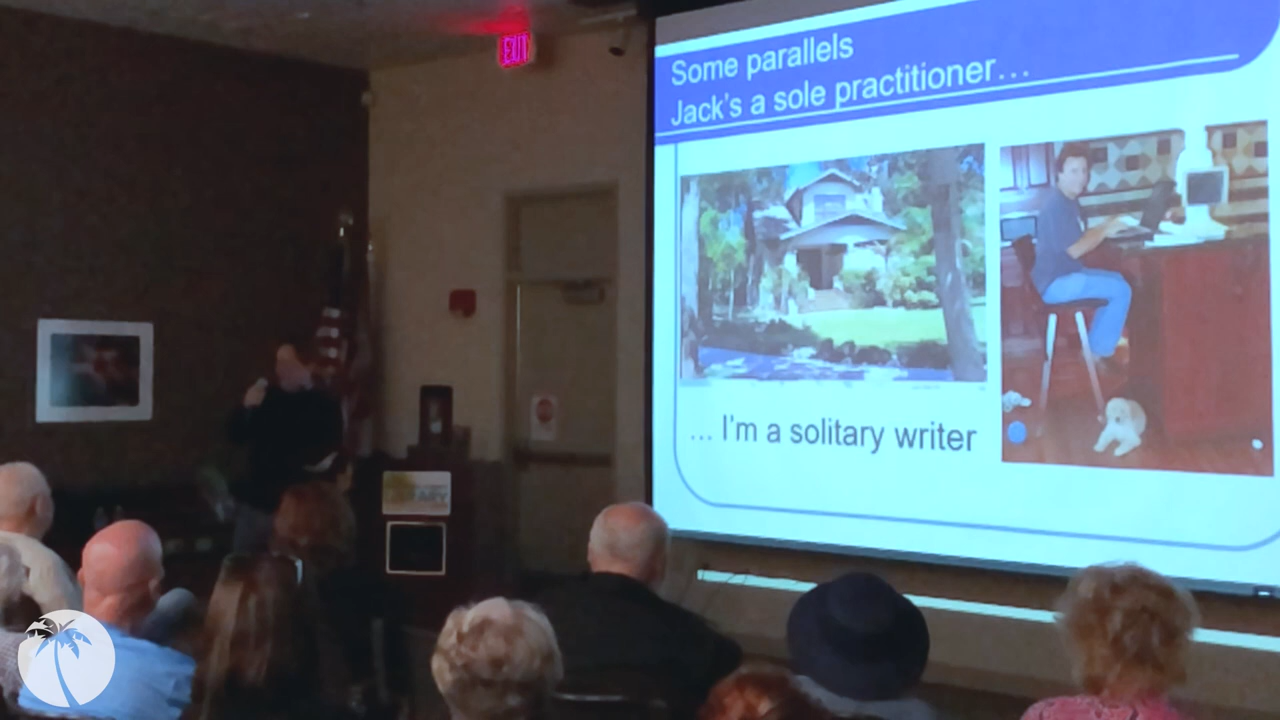 EXIT
Some parallels
Jack's a sole practitioner...
... I'm a solitary writer